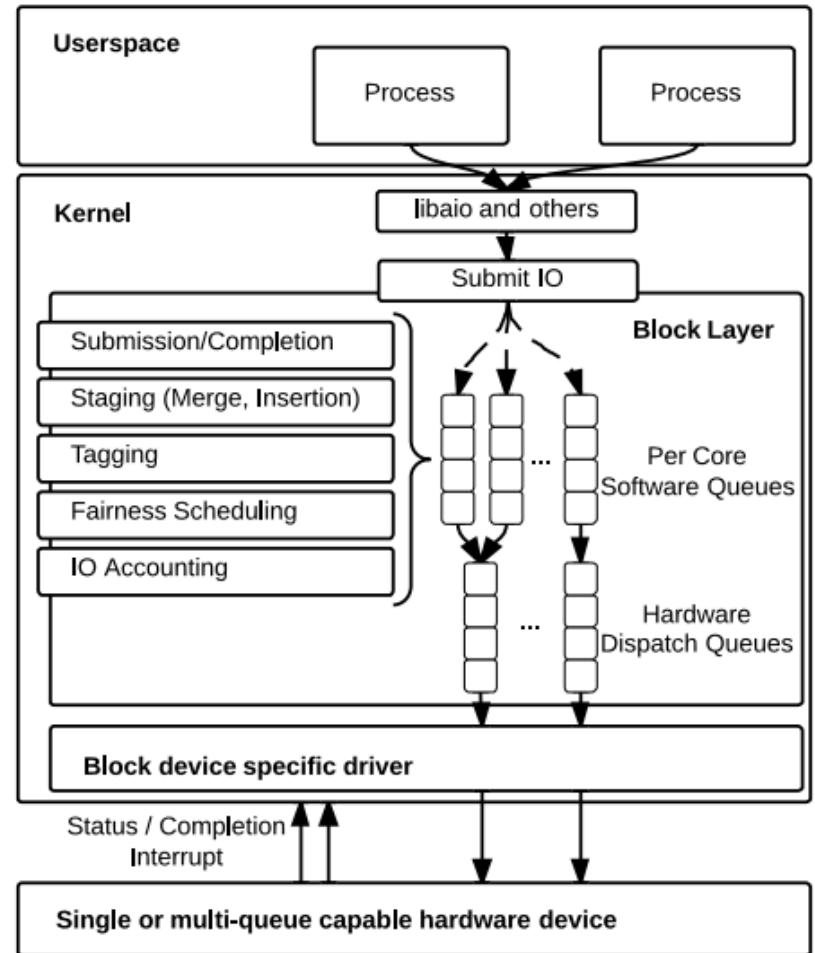 Userspace
Process
Process
Kernel
libaio and others
Submit IO
Block Layer
Submission/Completion
Staging (Merge, Insertion)
Tagging
Fairness Scheduling
IO Accounting
...
Per Core
Software Queues
...
Hardware
Dispatch Queues
Block device specific driver
Status / Completion
Interrupt
Single or multi-queue capable hardware device